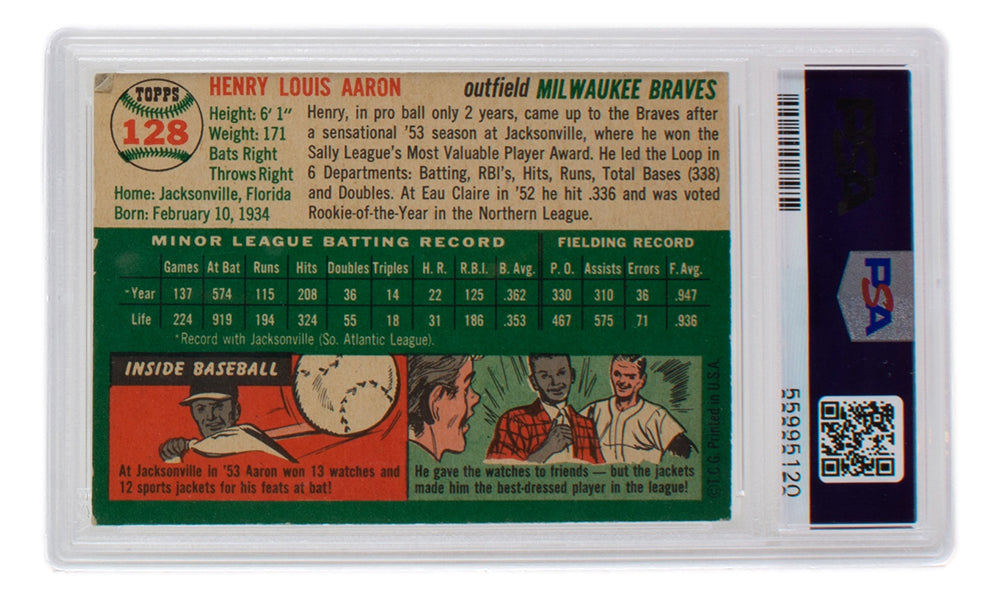 TOPPS
128
HENRY LOUIS AARON
outfield MILWAUKEE BRAVES
Height: 6' 1"
Weight: 171
Bats Right
Throws Right
Home: Jacksonville, Florida
Born: February 10, 1934
Henry, in pro ball only 2 years, came up to the Braves after
a sensational '53 season at Jacksonville, where he won the
Sally League's Most Valuable Player Award. He led the Loop in
6 Departments: Batting, RBI's, Hits, Runs, Total Bases (338)
and Doubles. At Eau Claire in '52 he hit .336 and was voted
Rookie-of-the-Year in the Northern League.
MINOR LEAGUE BATTING RECORD FIELDING RECORD
Games At Bat Runs Hits Doubles Triples H. R. R.B.I. B. Avg. P. O. Assists Errors F. Avg.
*Year 137 574 115 208 36 14 22 125 .362 330 310 36 .947
Life 224 919 194 324 55 18 31 186 .353 467 575 71 .936
*Record with Jacksonville (So. Atlantic League).
INSIDE BASEBALL
At Jacksonville in '53 Aaron won 13 watches and
12 sports jackets for his feats at bat!
He gave the watches to friends — but the jackets
made him the best-dressed player in the league!
©T.C.G. Printed in U.S.A.
PSA
55995120